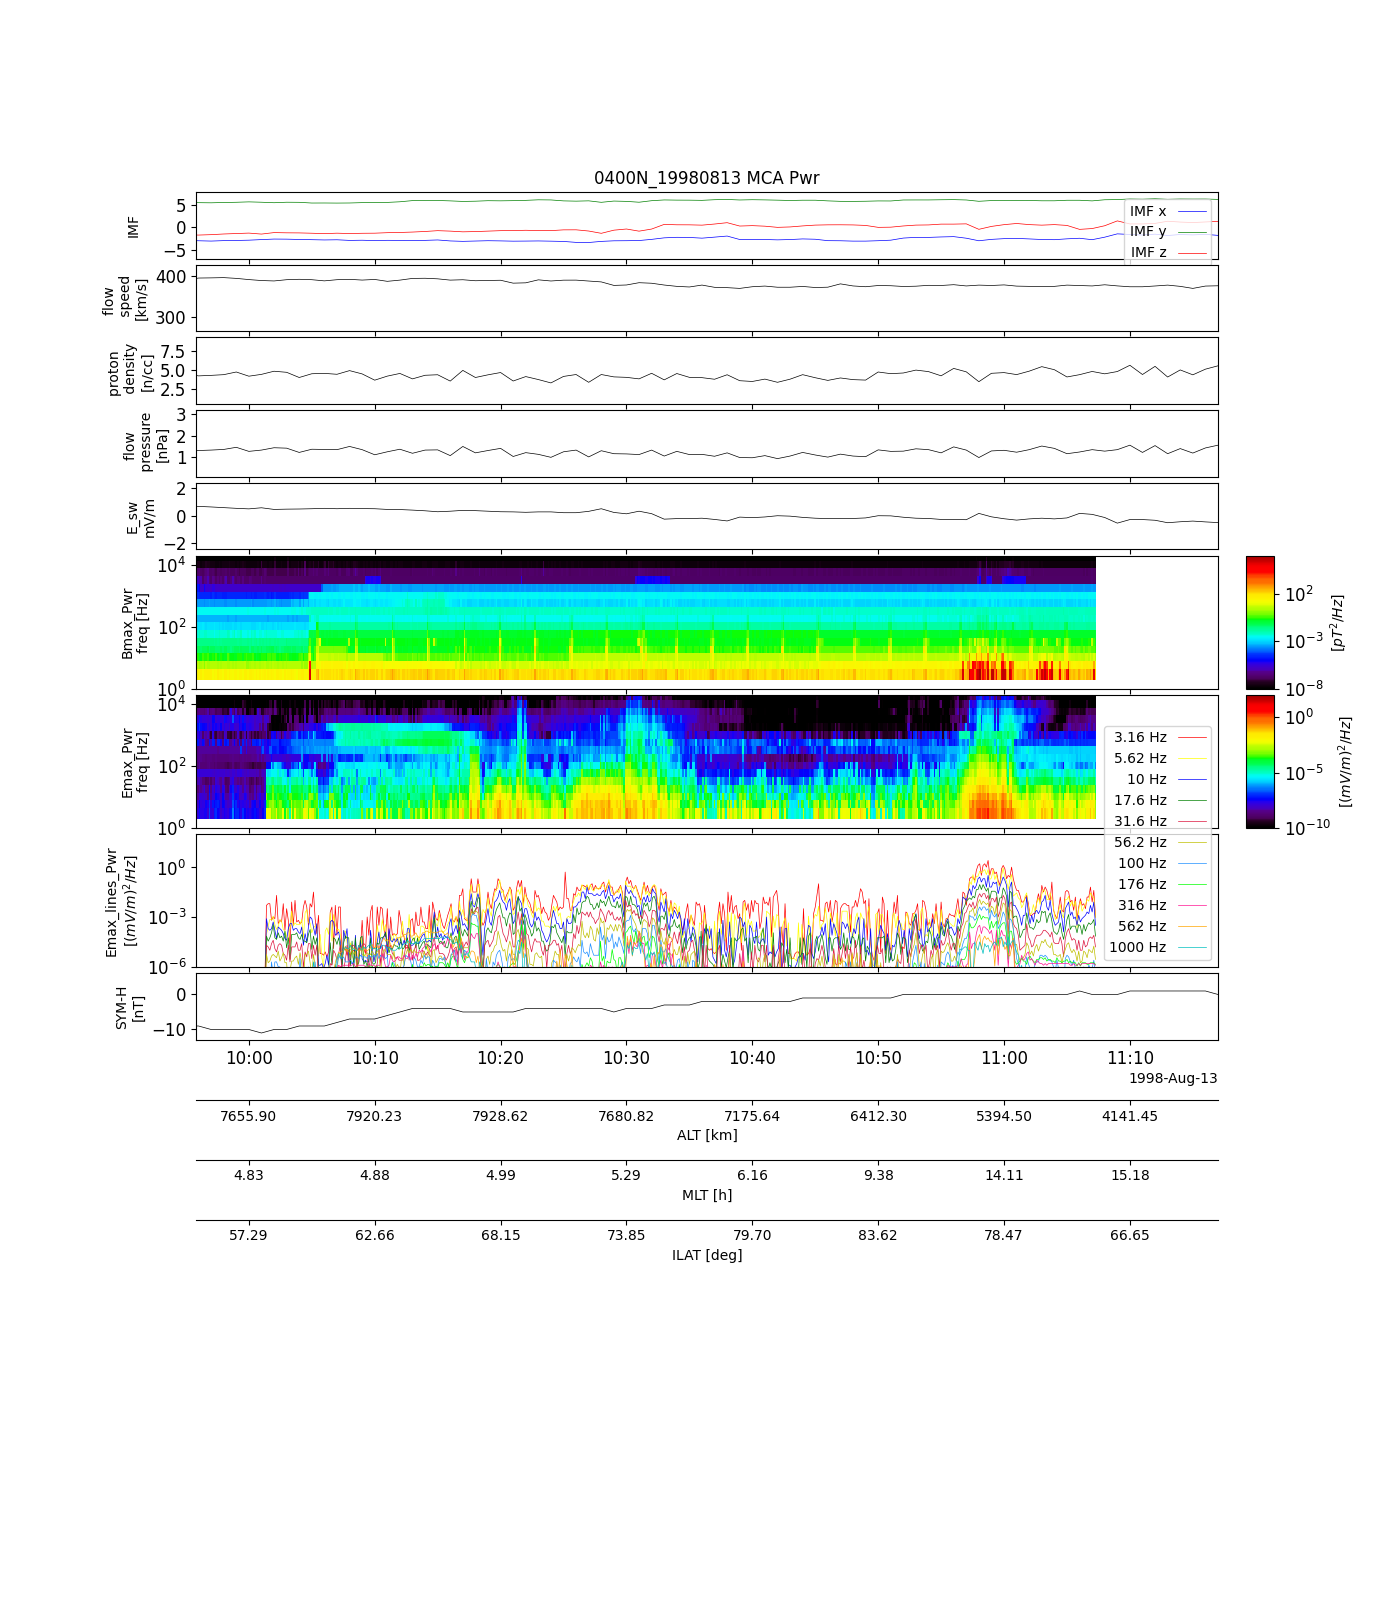 0400N_19980813 MCA Pwr
IMF
5
0
−5
IMF x
IMF y
IMF z
flow
speed
[km/s]
400
300
proton
density
[n/cc]
7.5
5.0
2.5
flow
pressure
[nPa]
3
2
1
E_sw
mV/m
2
0
−2
Bmax_Pwr
freq [Hz]
10^4
10^2
10^0
10^2
10^−3
10^−8
[pT^2/Hz]
Emax_Pwr
freq [Hz]
10^4
10^2
10^0
10^0
10^−5
10^−10
[(mV/m)^2/Hz]
3.16 Hz
5.62 Hz
10 Hz
17.6 Hz
31.6 Hz
56.2 Hz
100 Hz
176 Hz
316 Hz
562 Hz
1000 Hz
Emax_lines_Pwr
[(mV/m)^2/Hz]
10^0
10^−3
10^−6
SYM-H
[nT]
0
−10
10:00 10:10 10:20 10:30 10:40 10:50 11:00 11:10
1998-Aug-13
7655.90 7920.23 7928.62 7680.82 7175.64 6412.30 5394.50 4141.45
ALT [km]
4.83 4.88 4.99 5.29 6.16 9.38 14.11 15.18
MLT [h]
57.29 62.66 68.15 73.85 79.70 83.62 78.47 66.65
ILAT [deg]